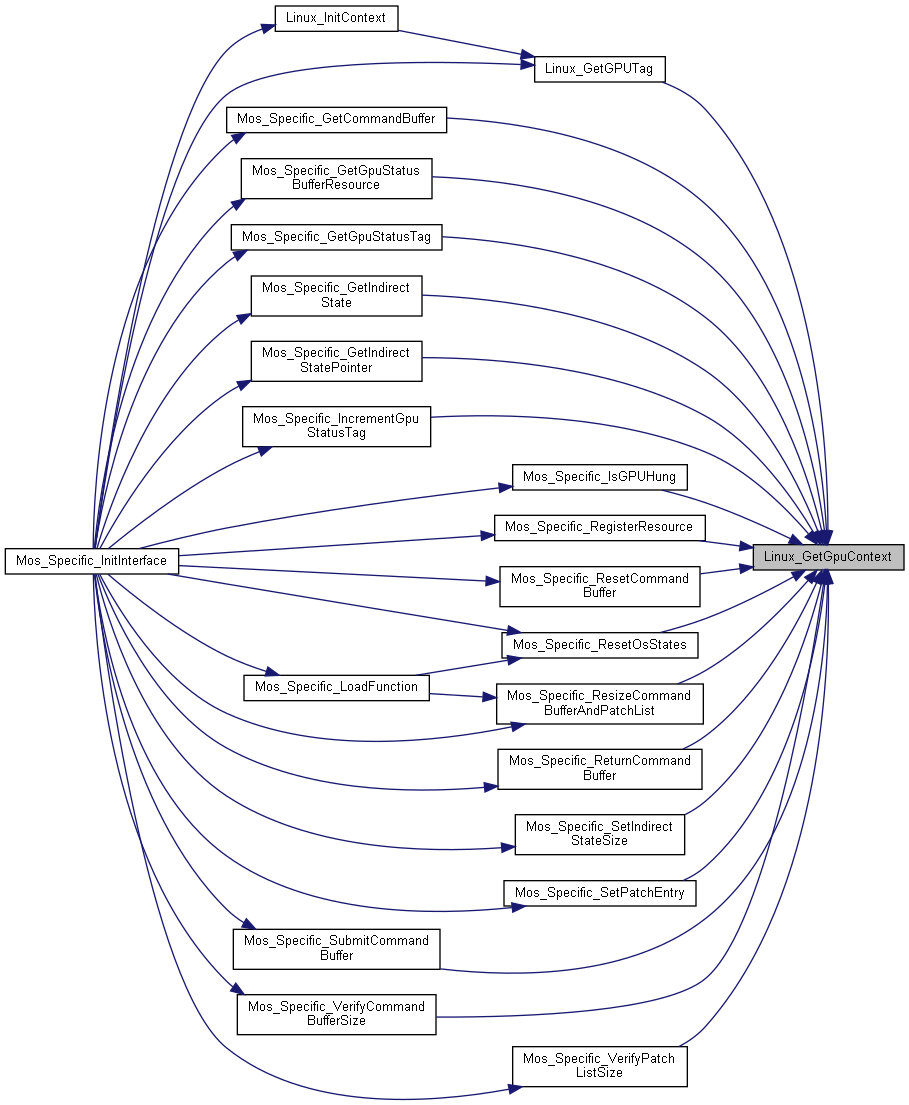 Linux_InitContext
Linux_GetGPUTag
Mos_Specific_GetCommandBuffer
Mos_Specific_GetGpuStatus
BufferResource
Mos_Specific_GetGpuStatusTag
Mos_Specific_GetIndirect
State
Mos_Specific_GetIndirect
StatePointer
Mos_Specific_IncrementGpu
StatusTag
Mos_Specific_IsGPUHung
Mos_Specific_RegisterResource
Mos_Specific_InitInterface
Linux_GetGpuContext
Mos_Specific_ResetCommand
Buffer
Mos_Specific_ResetOsStates
Mos_Specific_LoadFunction
Mos_Specific_ResizeCommand
BufferAndPatchList
Mos_Specific_ReturnCommand
Buffer
Mos_Specific_SetIndirect
StateSize
Mos_Specific_SetPatchEntry
Mos_Specific_SubmitCommand
Buffer
Mos_Specific_VerifyCommand
BufferSize
Mos_Specific_VerifyPatch
ListSize